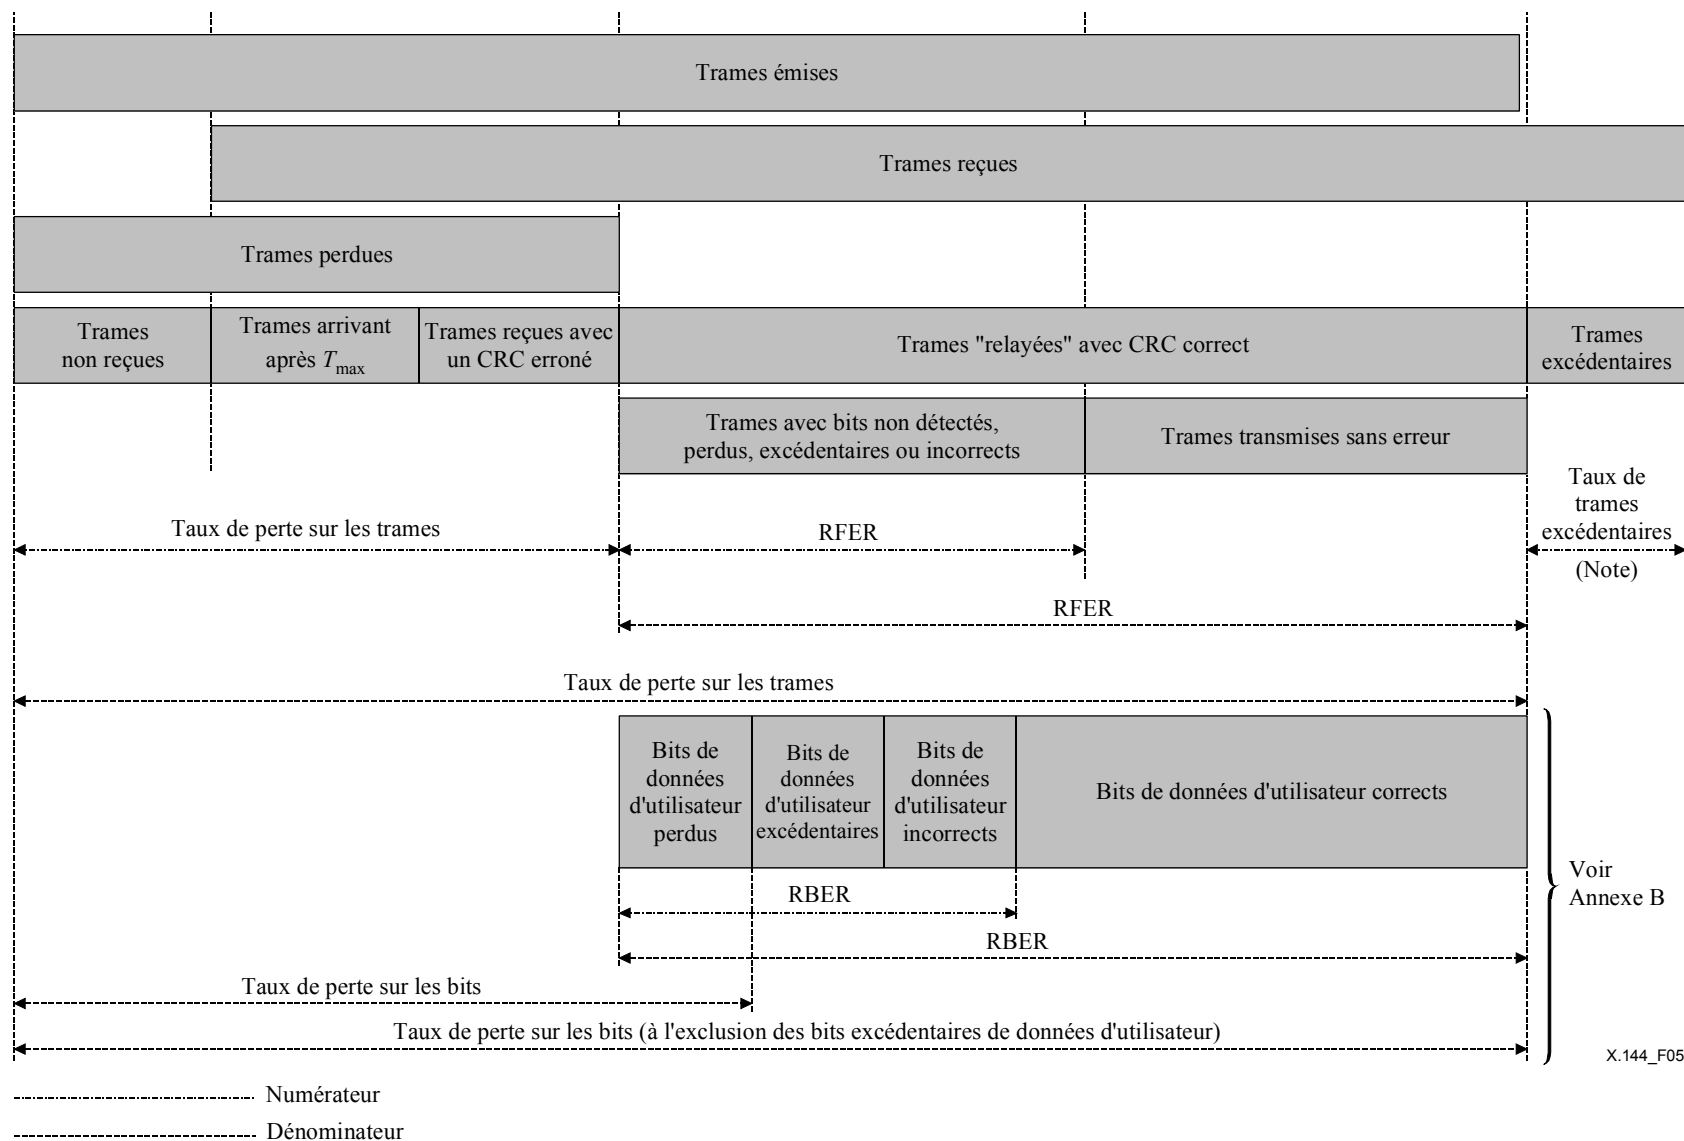 Trames émises
Trames reçues
Trames perdues
Trames
non reçues
Trames arrivant
après Tmax
Trames reçues avec
un CRC erroné
Trames "relayées" avec CRC correct
Trames
excédentaires
Trames avec bits non détectés,
perdus, excédentaires ou incorrects
Trames transmises sans erreur
Taux de perte sur les trames
RFER
Taux de
trames
excédentaires
(Note)
RFER
Taux de perte sur les trames
Bits de
données
d'utilisateur
perdus
Bits de
données
d'utilisateur
excédentaires
Bits de
données
d'utilisateur
incorrects
Bits de données d'utilisateur corrects
Voir
Annexe B
RBER
RBER
Taux de perte sur les bits
Taux de perte sur les bits (à l'exclusion des bits excédentaires de données d'utilisateur)
X.144_F05
Numérateur
Dénominateur